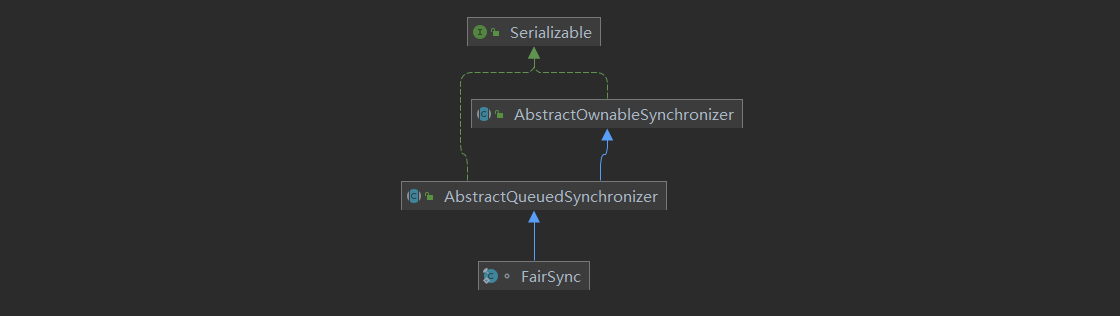 Serializable
AbstractOwnableSynchronizer
AbstractQueuedSynchronizer
FairSync